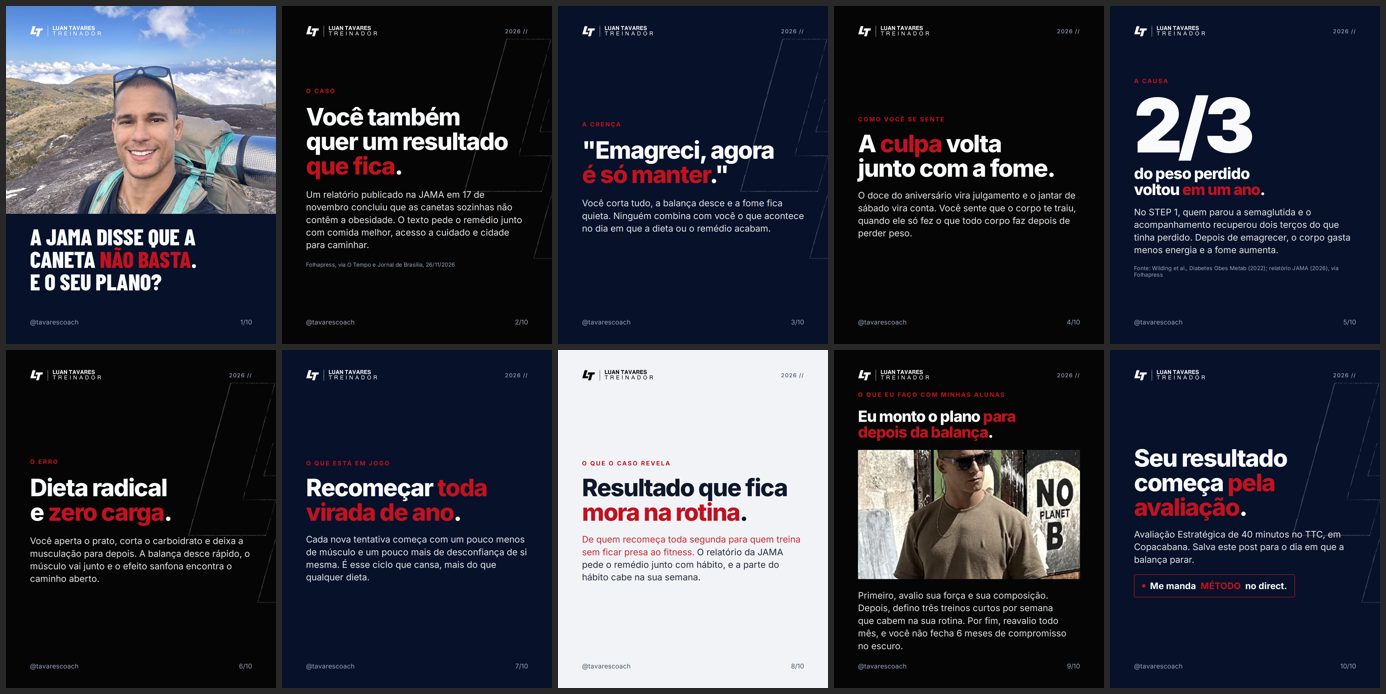 LT | LUAN TAVARES
TREINADOR
2026 //
A JAMA DISSE QUE A
CANETA NÃO BASTA.
E O SEU PLANO?
@tavarescoach
1/10
LT | LUAN TAVARES
TREINADOR
2026 //
O CASO
Você também
quer um resultado
que fica.
Um relatório publicado na JAMA em 17 de
novembro concluiu que as canetas sozinhas não
contêm a obesidade. O texto pede o remédio junto
com comida melhor, acesso a cuidado e cidade
para caminhar.
Folhapress, via O Tempo e Jornal de Brasília, 26/11/2026
@tavarescoach
2/10
LT | LUAN TAVARES
TREINADOR
2026 //
A CRENÇA
"Emagreci, agora
é só manter."
Você corta tudo, a balança desce e a fome fica
quieta. Ninguém combina com você o que acontece
no dia em que a dieta ou o remédio acabam.
@tavarescoach
3/10
LT | LUAN TAVARES
TREINADOR
2026 //
COMO VOCÊ SE SENTE
A culpa volta
junto com a fome.
O doce do aniversário vira julgamento e o jantar de
sábado vira conta. Você sente que o corpo te traiu,
quando ele só fez o que todo corpo faz depois de
perder peso.
@tavarescoach
4/10
LT | LUAN TAVARES
TREINADOR
2026 //
A CAUSA
2/3
do peso perdido
voltou em um ano.
No STEP 1, quem parou a semaglutida e o
acompanhamento recuperou dois terços do que
tinha perdido. Depois de emagrecer, o corpo gasta
menos energia e a fome aumenta.
Fonte: Wilding et al., Diabetes Obes Metab (2022); relatório JAMA (2026), via
Folhapress
@tavarescoach
5/10
LT | LUAN TAVARES
TREINADOR
2026 //
O ERRO
Dieta radical
e zero carga.
Você aperta o prato, corta o carboidrato e deixa a
musculação para depois. A balança desce rápido, o
músculo vai junto e o efeito sanfona encontra o
caminho aberto.
@tavarescoach
6/10
LT | LUAN TAVARES
TREINADOR
2026 //
O QUE ESTÁ EM JOGO
Recomeçar toda
virada de ano.
Cada nova tentativa começa com um pouco menos
de músculo e um pouco mais de desconfiança de si
mesma. É esse ciclo que cansa, mais do que
qualquer dieta.
@tavarescoach
7/10
LT | LUAN TAVARES
TREINADOR
2026 //
O QUE O CASO REVELA
Resultado que fica
mora na rotina.
De quem recomeça toda segunda para quem treina
sem ficar presa ao fitness. O relatório da JAMA
pede o remédio junto com hábito, e a parte do
hábito cabe na sua semana.
@tavarescoach
8/10
LT | LUAN TAVARES
TREINADOR
2026 //
O QUE EU FAÇO COM MINHAS ALUNAS
Eu monto o plano para
depois da balança.
NO
PLANET
B
Primeiro, avalio sua força e sua composição.
Depois, defino três treinos curtos por semana
que cabem na sua rotina. Por fim, reavalio todo
mês, e você não fecha 6 meses de compromisso
no escuro.
@tavarescoach
9/10
LT | LUAN TAVARES
TREINADOR
2026 //
Seu resultado
começa pela
avaliação.
Avaliação Estratégica de 40 minutos no TTC, em
Copacabana. Salva este post para o dia em que a
balança parar.
• Me manda MÉTODO no direct.
@tavarescoach
10/10